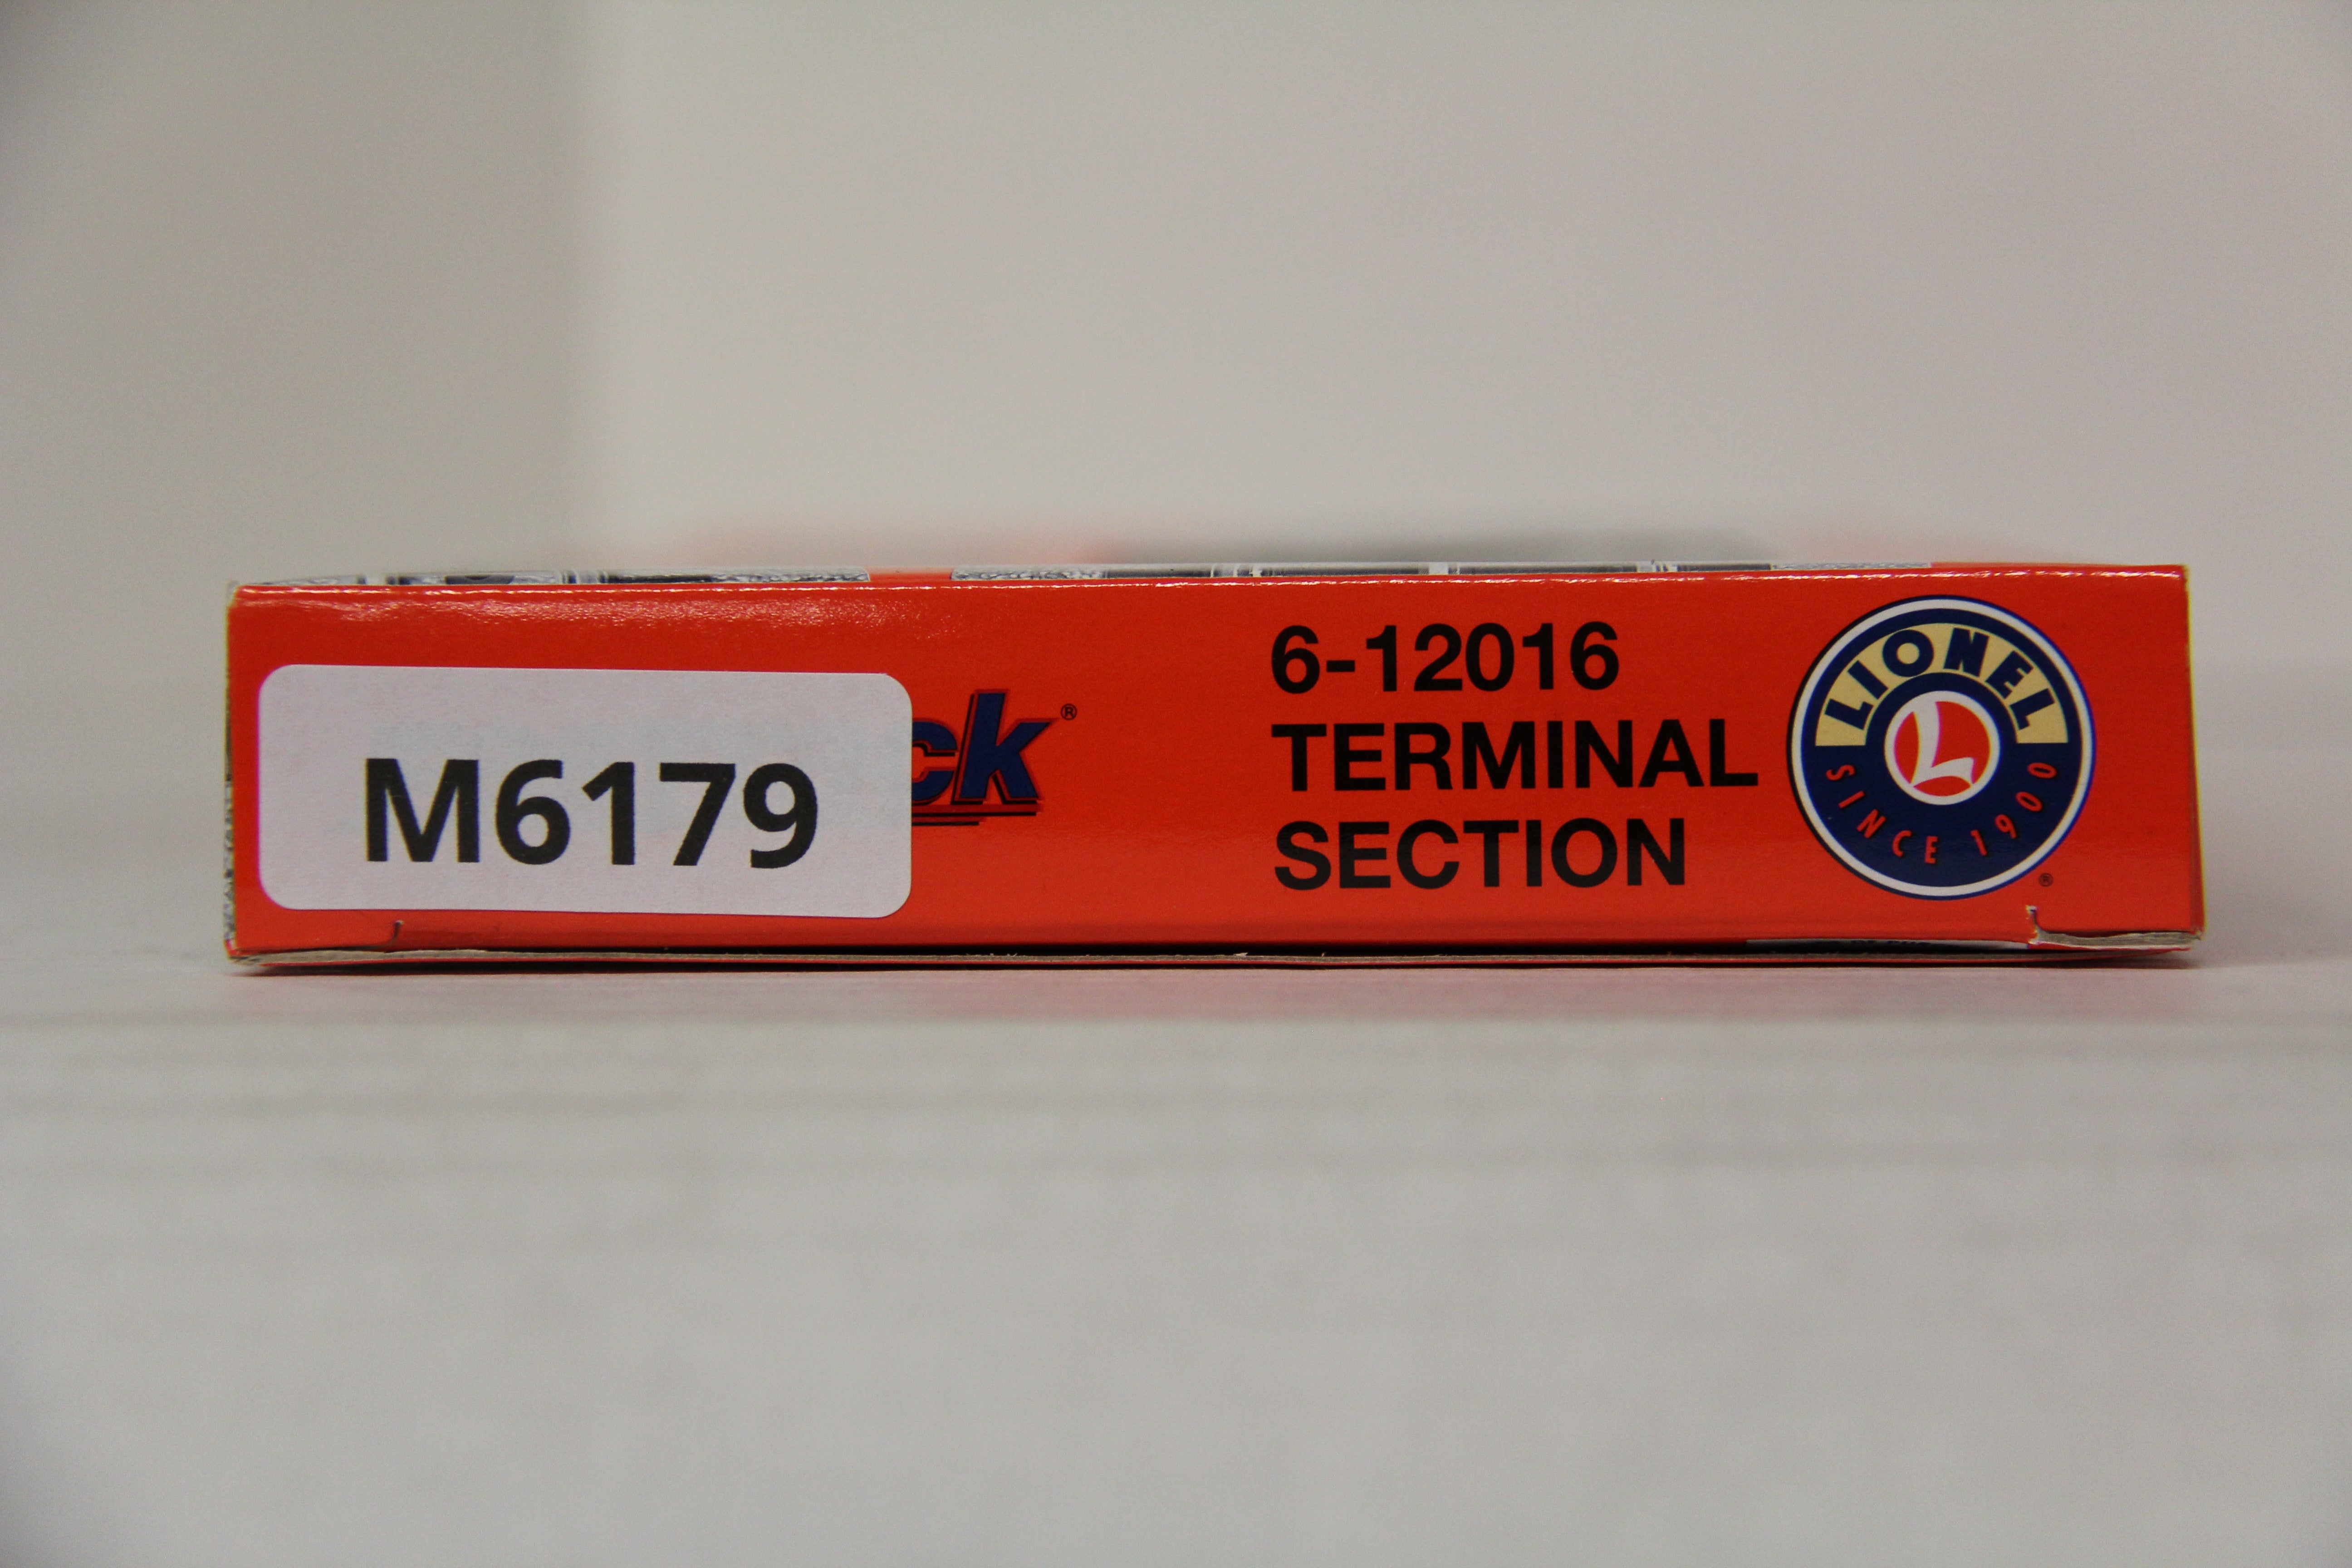 M6179
ck®
6-12016
TERMINAL
SECTION
LIONEL
SINCE 1900
L
®